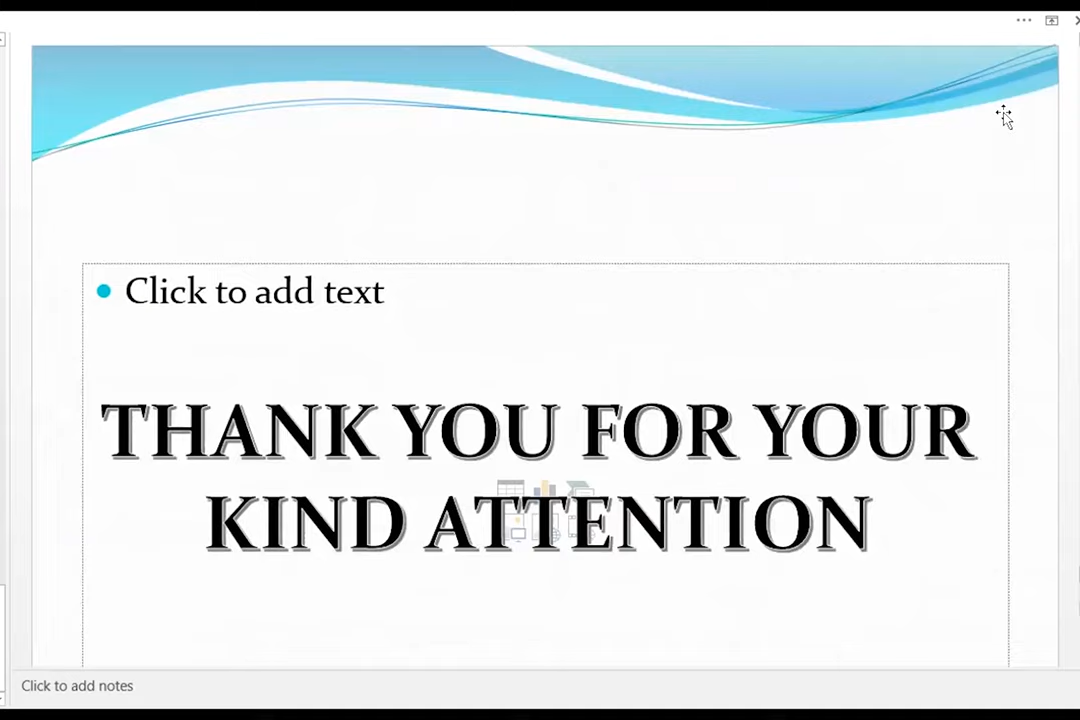 Click to add text
THANK YOU FOR YOUR
KIND ATTENTION
Click to add notes